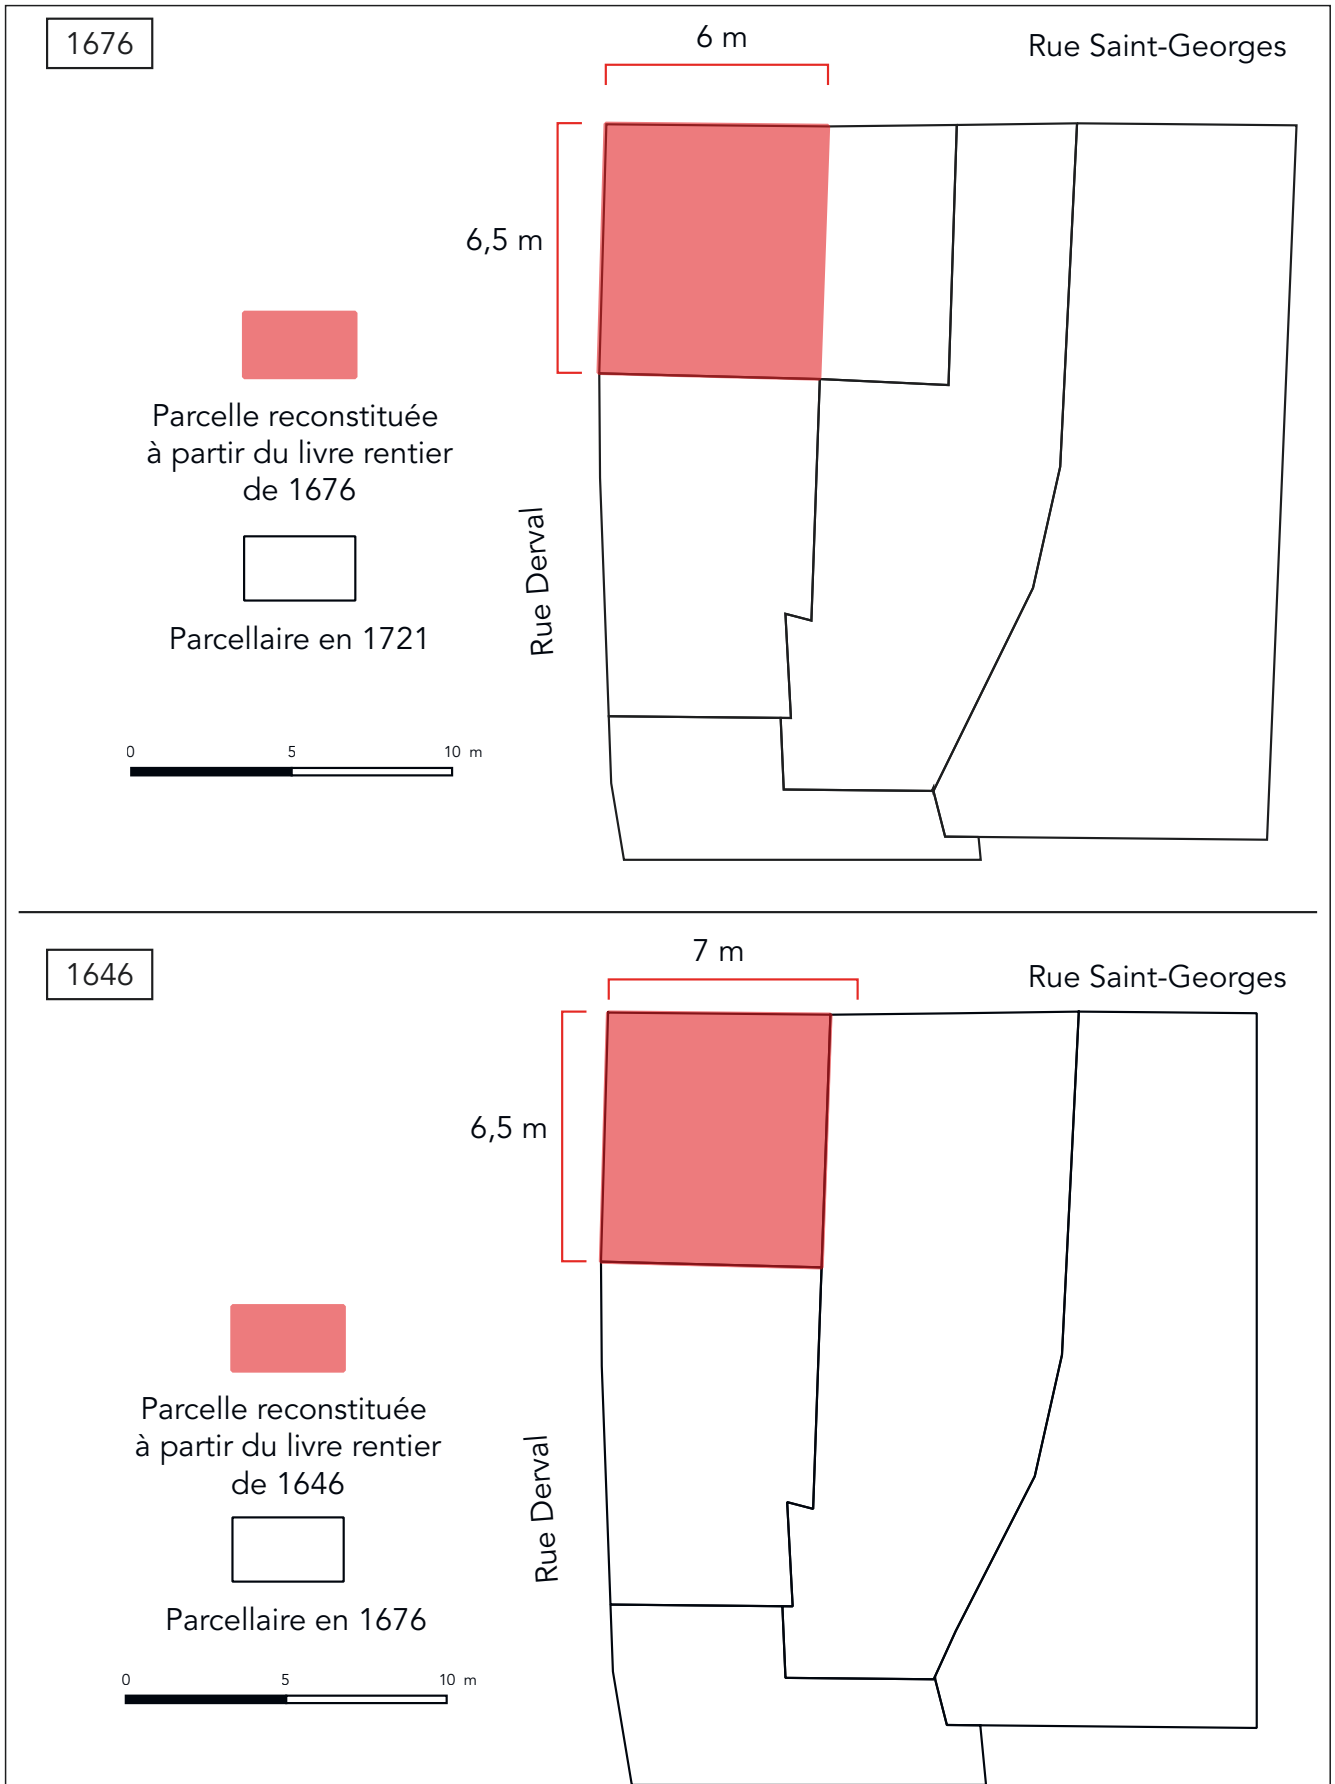 1676
6 m
Rue Saint-Georges
6,5 m
Parcelle reconstituée
à partir du livre rentier
de 1676
Rue Derval
Parcellaire en 1721
0 5 10 m
1646
7 m
Rue Saint-Georges
6,5 m
Parcelle reconstituée
à partir du livre rentier
de 1646
Rue Derval
Parcellaire en 1676
0 5 10 m